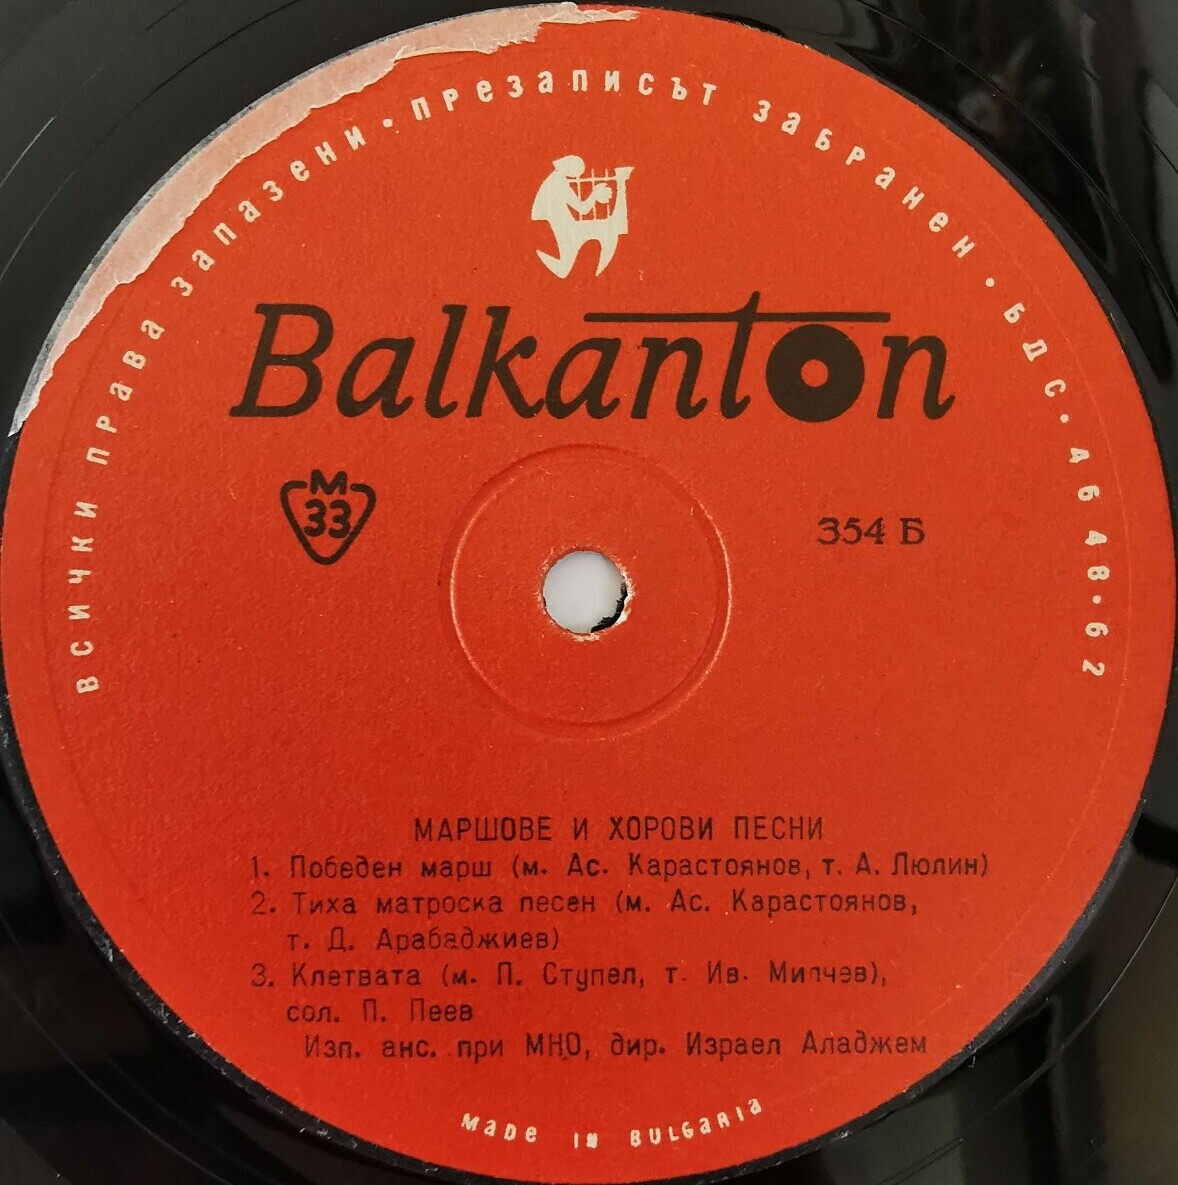 ВСИЧКИ ПРАВА ЗАПАЗЕНИ · ПРЕЗАПИСЪТ ЗАБРАНЕН · БДС · 4648 · 62
Balkanton
М
33
354 Б
МАРШОВЕ И ХОРОВИ ПЕСНИ
1. Победен марш (м. Ас. Карастоянов, т. А. Люлин)
2. Тиха матроска песен (м. Ас. Карастоянов,
т. Д. Арабаджиев)
3. Клетвата (м. П. Ступел, т. Ив. Милчев),
сол. П. Пеев
Изп. анс. при МНО, дир. Израел Аладжем
MADE IN BULGARIA